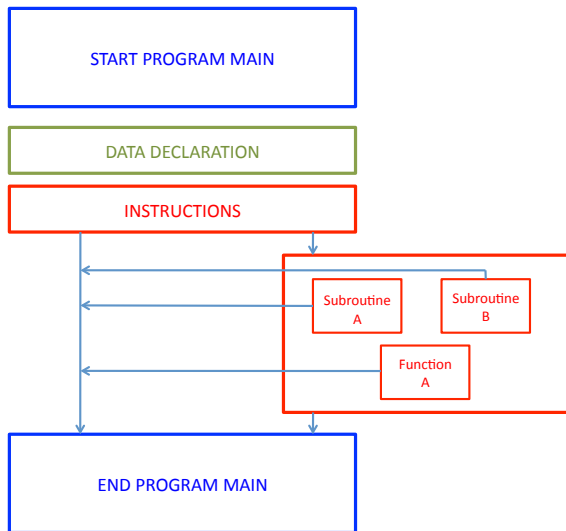 START PROGRAM MAIN
DATA DECLARATION
INSTRUCTIONS
Subroutine
A
Subroutine
B
Function
A
END PROGRAM MAIN